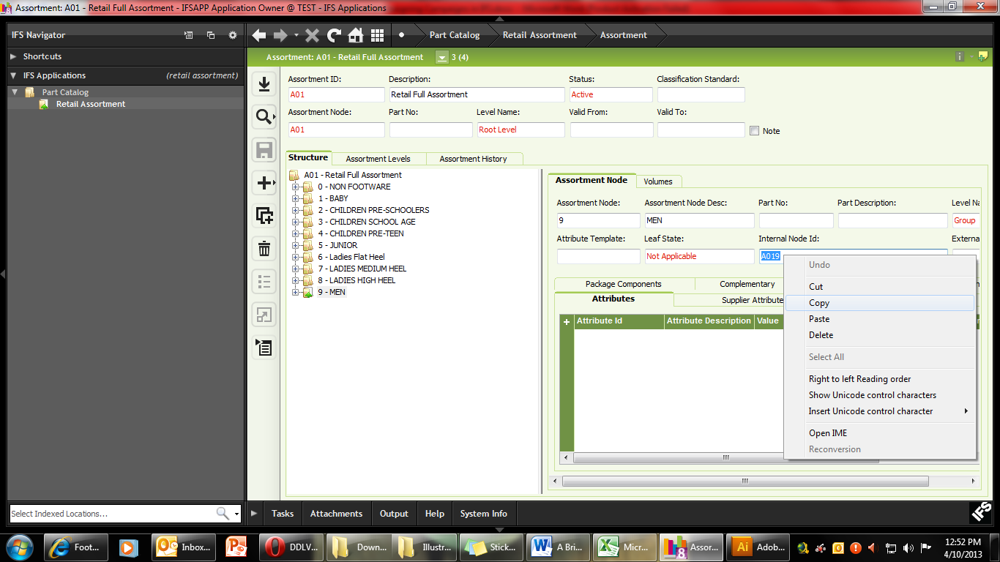 Assortment: A01 - Retail Full Assortment - IFSAPP Application Owner @ TEST - IFS Applications
IFS Navigator
Part Catalog Retail Assortment Assortment
Shortcuts
IFS Applications (retail assortment)
Part Catalog
Retail Assortment
Assortment: A01 - Retail Full Assortment 3 (4)
Assortment ID: Description: Status: Classification Standard:
A01 Retail Full Assortment Active
Assortment Node: Part No: Level Name: Valid From: Valid To:
A01 Root Level Note
Structure Assortment Levels Assortment History
A01 - Retail Full Assortment
0 - NON FOOTWARE
1 - BABY
2 - CHILDREN PRE-SCHOOLERS
3 - CHILDREN SCHOOL AGE
4 - CHILDREN PRE-TEEN
5 - JUNIOR
6 - Ladies Flat Heel
7 - LADIES MEDIUM HEEL
8 - LADIES HIGH HEEL
9 - MEN
Assortment Node Volumes
Assortment Node: Assortment Node Desc: Part No: Part Description: Level Na
9 MEN Group
Attribute Template: Leaf State: Internal Node Id: Externa
Not Applicable A019
Package Components Complementary
Attributes Supplier Attribute
Attribute Id Attribute Description Value
Undo
Cut
Copy
Paste
Delete
Select All
Right to left Reading order
Show Unicode control characters
Insert Unicode control character
Open IME
Reconversion
Select Indexed Locations...
Tasks Attachments Output Help System Info
IFS
Foot... Inbox... DDLV... Down... Illustr... Stick... A Bri... Micr... Assor... Adob...
12:52 PM
4/10/2013